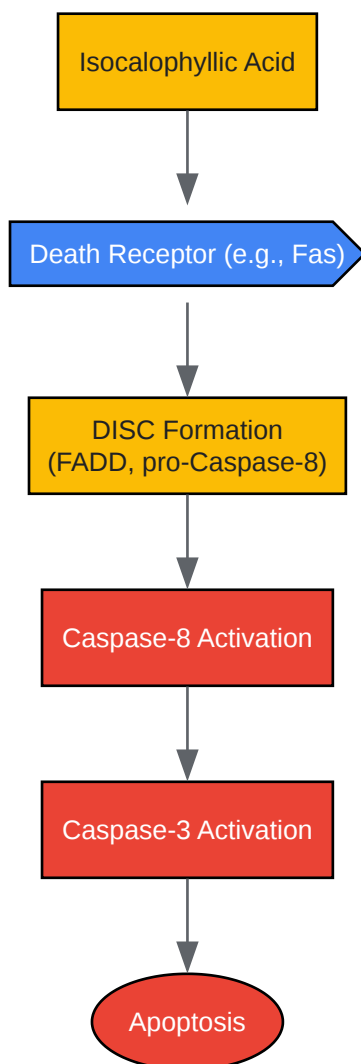 Isocalophyllic Acid
Death Receptor (e.g., Fas)
DISC Formation
(FADD, pro-Caspase-8)
Caspase-8 Activation
Caspase-3 Activation
Apoptosis